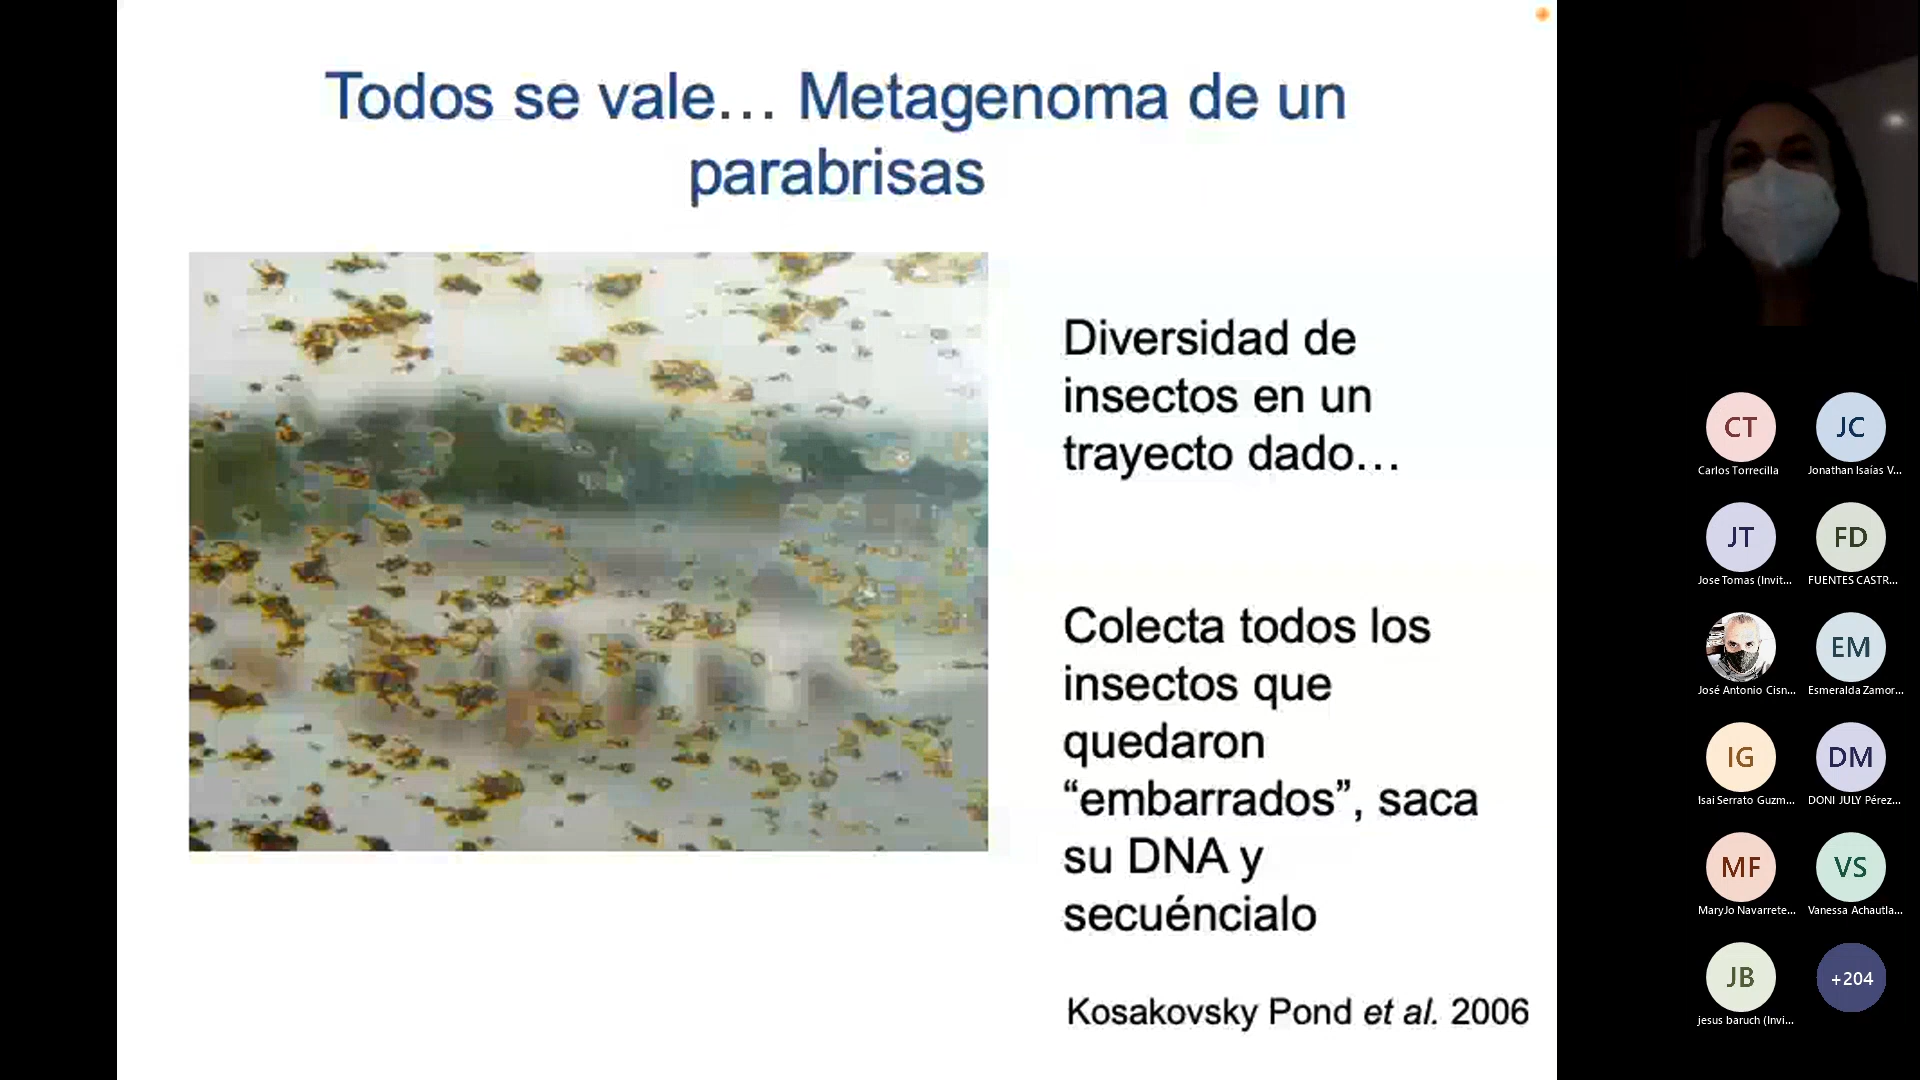 Todos se vale… Metagenoma de un
parabrisas
Diversidad de
insectos en un
trayecto dado…
Colecta todos los
insectos que
quedaron
“embarrados”, saca
su DNA y
secuéncialo
Kosakovsky Pond et al. 2006
CT
JC
Carlos Torrecilla
Jonathan Isaías V...
JT
FD
Jose Tomas (Invit...
FUENTES CASTR...
EM
José Antonio Cisn...
Esmeralda Zamor...
IG
DM
Isai Serrato Guzm...
DONI JULY Pérez...
MF
VS
MaryJo Navarrete...
Vanessa Achautla...
JB
+204
jesus baruch (Invi...